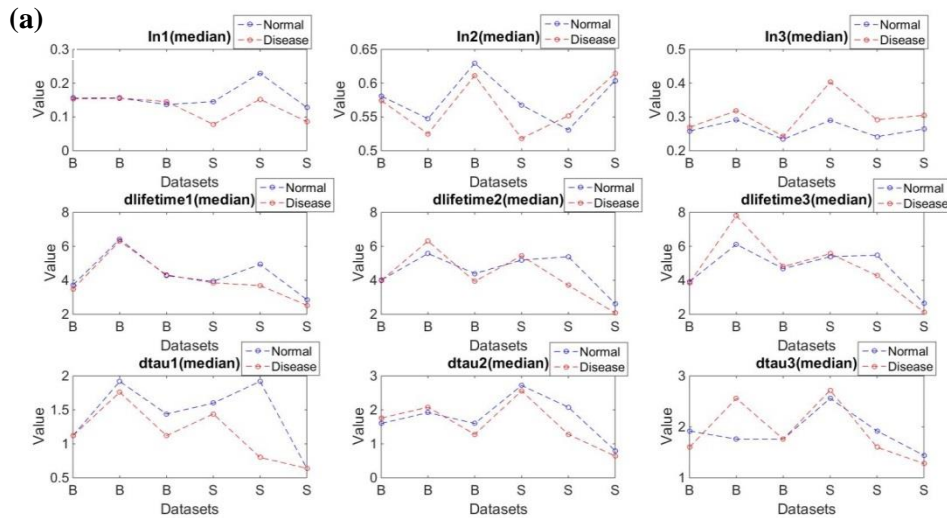 (a)
Normal
Disease
In1(median)
0.3
0.2
0.1
0
Value
B B B S S S
Datasets
Normal
Disease
In2(median)
0.65
0.6
0.55
0.5
Value
B B B S S S
Datasets
Normal
Disease
In3(median)
0.5
0.4
0.3
0.2
Value
B B B S S S
Datasets
Normal
Disease
dlifetime1(median)
8
6
4
2
Value
B B B S S S
Datasets
Normal
Disease
dlifetime2(median)
8
6
4
2
Value
B B B S S S
Datasets
Normal
Disease
dlifetime3(median)
8
6
4
2
Value
B B B S S S
Datasets
Normal
Disease
dtau1(median)
2
1.5
1
0.5
Value
B B B S S S
Datasets
Normal
Disease
dtau2(median)
3
2
1
0
Value
B B B S S S
Datasets
Normal
Disease
dtau3(median)
3
2
1
Value
B B B S S S
Datasets